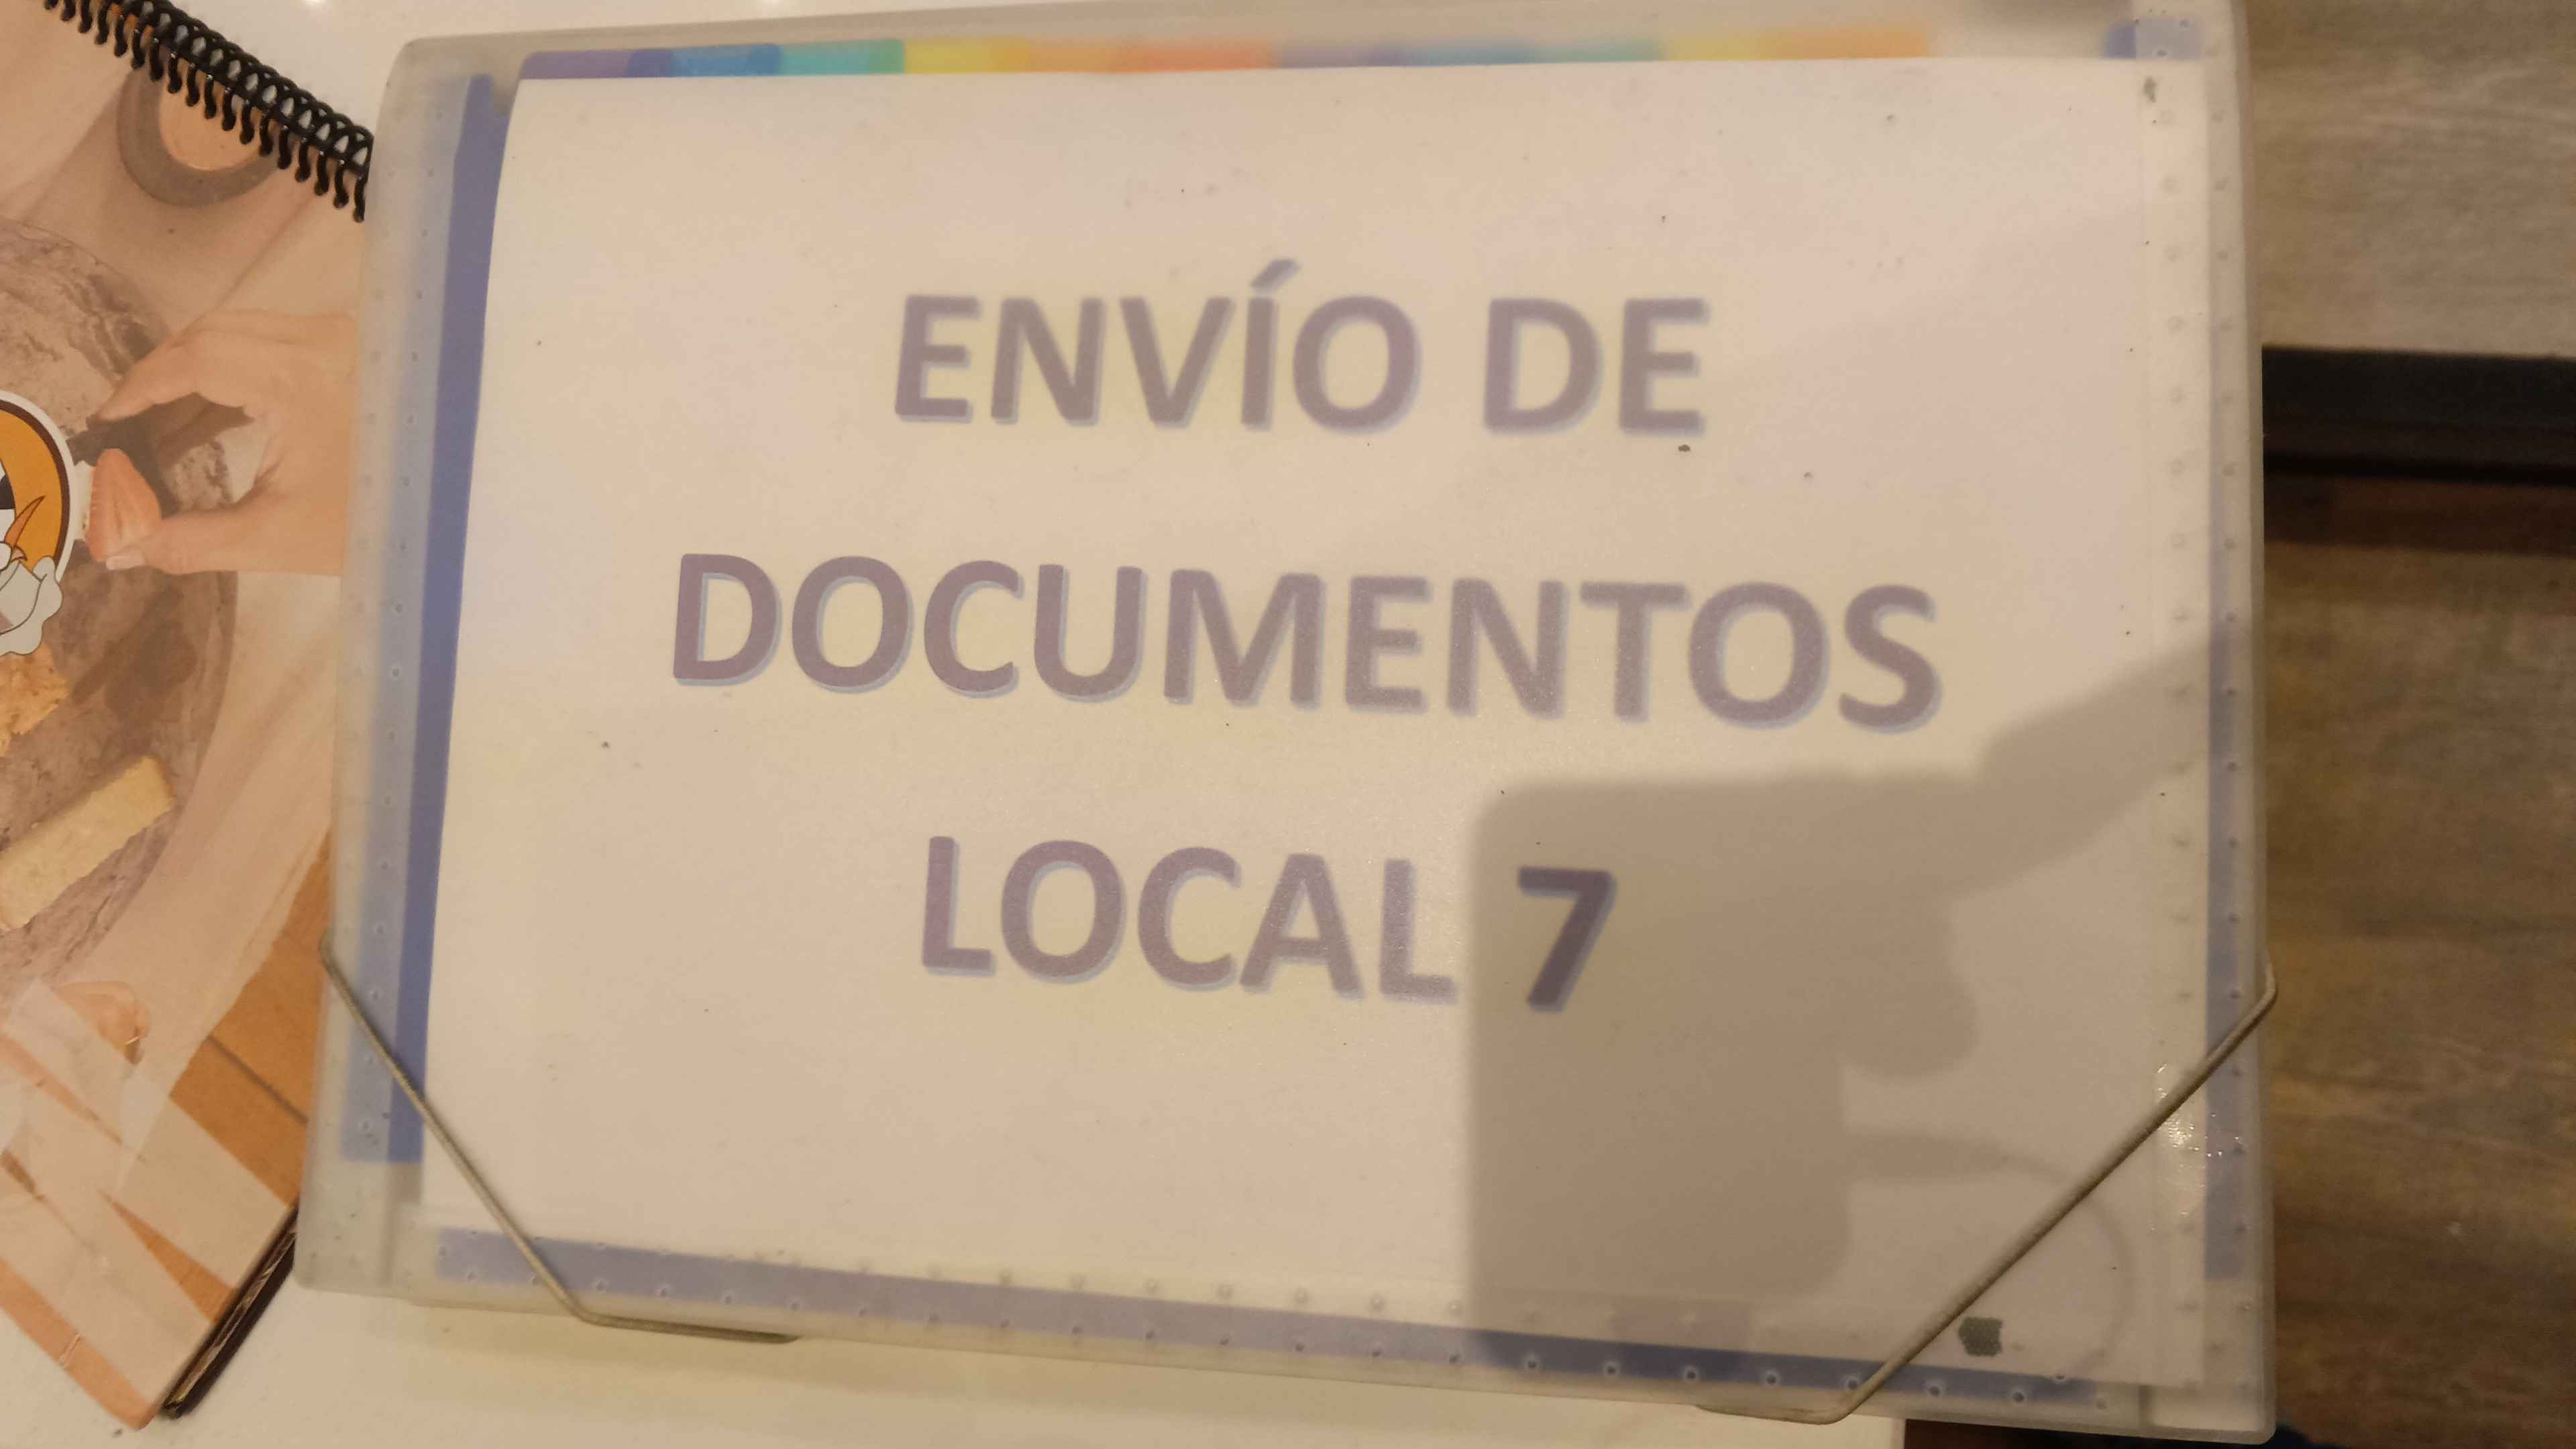 ENVÍO DE
DOCUMENTOS
LOCAL 7